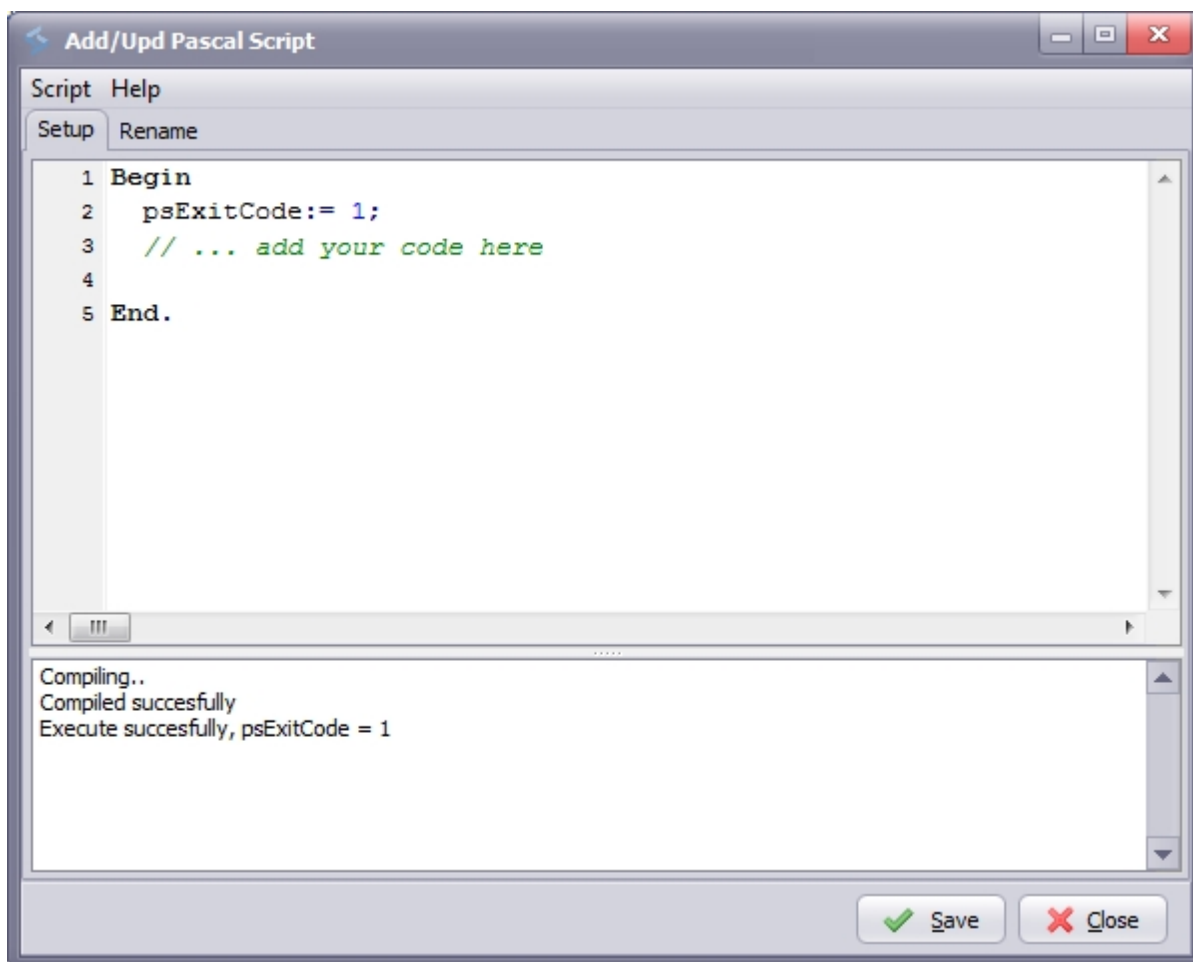 Add/Upd Pascal Script
Script Help
Setup Rename
1 Begin
2 psExitCode:= 1;
3 // ... add your code here
4
5 End.
Compiling..
Compiled succesfully
Execute succesfully, psExitCode = 1
Save Close